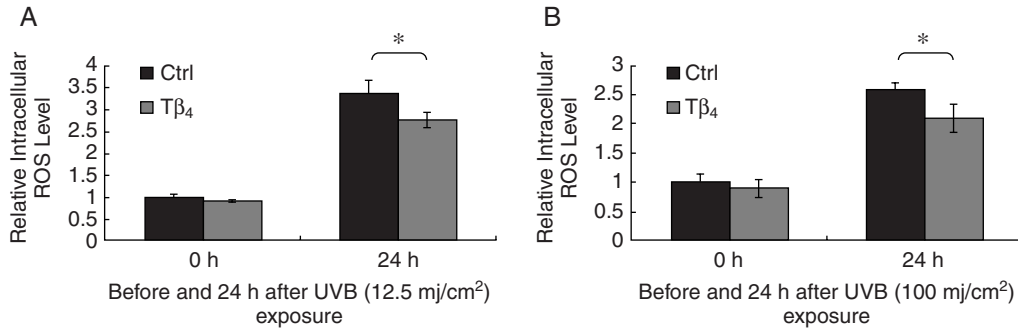 A
Relative Intracellular
ROS Level
4
3.5
3
2.5
2
1.5
1
0.5
0
Ctrl
Tβ4
*
0 h
24 h
Before and 24 h after UVB (12.5 mj/cm²)
exposure
B
Relative Intracellular
ROS Level
3
2.5
2
1.5
1
0.5
0
Ctrl
Tβ4
*
0 h
24 h
Before and 24 h after UVB (100 mj/cm²)
exposure